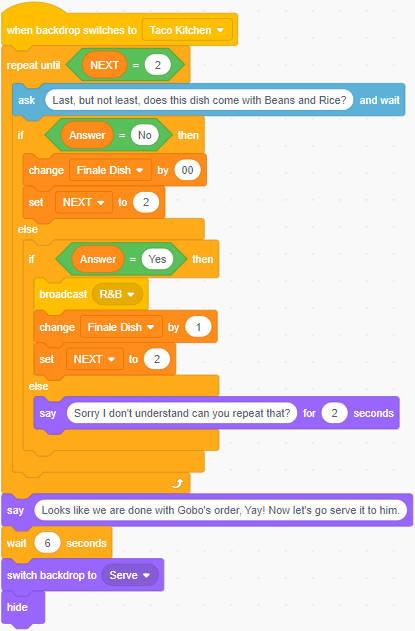 when backdrop switches to Taco Kitchen
repeat until NEXT = 2
ask Last, but not least, does this dish come with Beans and Rice? and wait
if Answer = No then
change Finale Dish by 00
set NEXT to 2
else
if Answer = Yes then
broadcast R&B
change Finale Dish by 1
set NEXT to 2
else
say Sorry I don't understand can you repeat that? for 2 seconds
say Looks like we are done with Gobo's order, Yay! Now let's go serve it to him.
wait 6 seconds
switch backdrop to Serve
hide